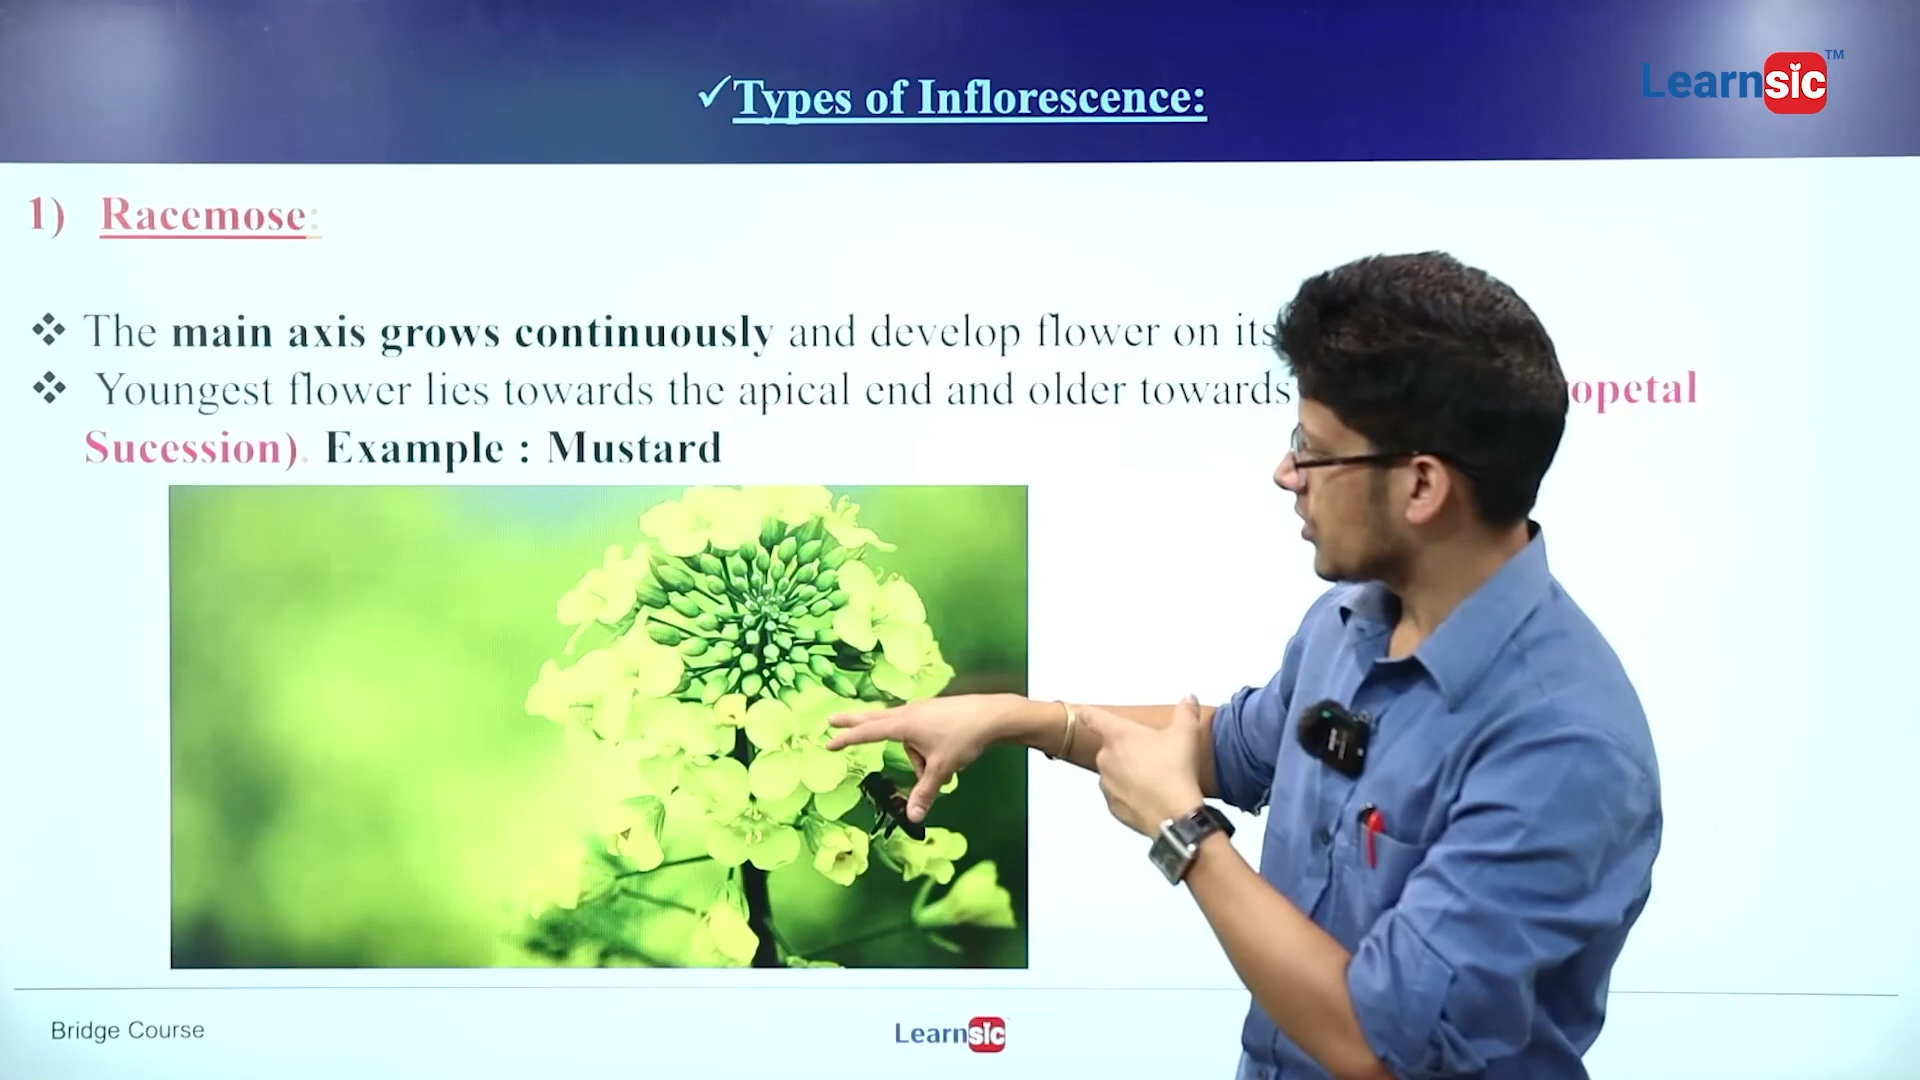 ✓Types of Inflorescence:
Learnsic™
1) Racemose:
❖ The main axis grows continuously and develop flower on its
❖ Youngest flower lies towards the apical end and older towards opetal
Sucession). Example : Mustard
Bridge Course
Learnsic